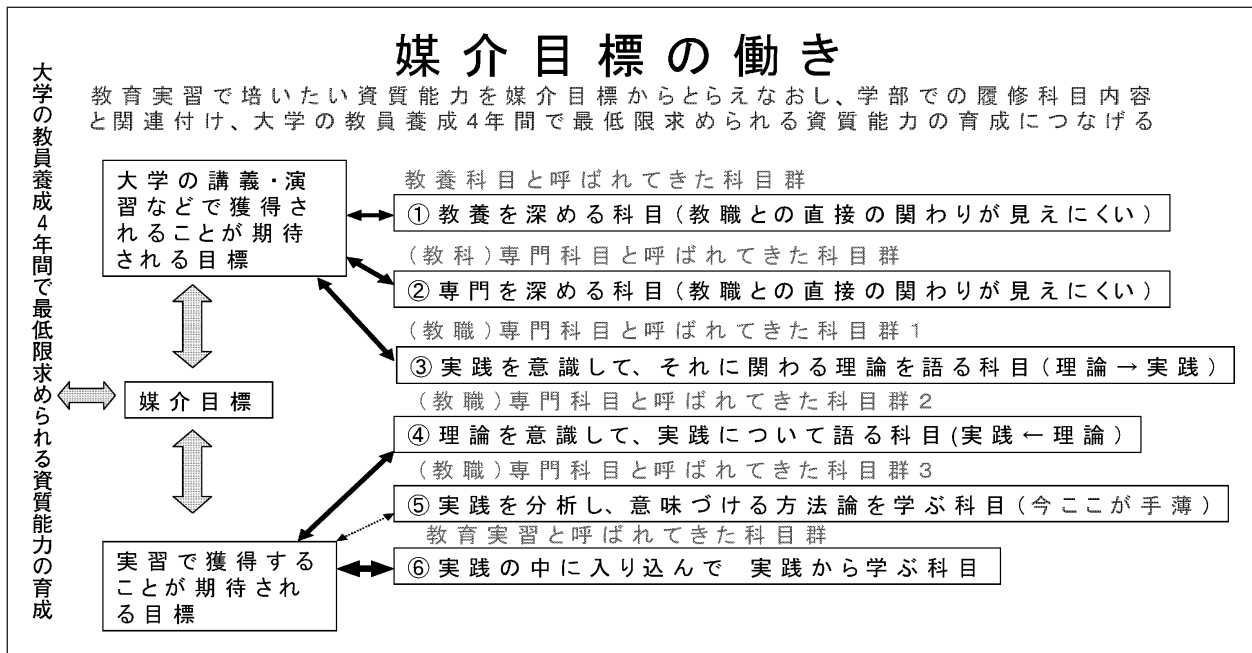 媒介目標の働き
教育実習で培いたい資質能力を媒介目標からとらえなおし、学部での履修科目内容
と関連付け、大学の教員養成4年間で最低限求められる資質能力の育成につなげる
大学の教員養成4年間で最低限求められる資質能力の育成
大学の講義・演
習などで獲得さ
れることが期待
される目標
媒介目標
実習で獲得する
ことが期待され
る目標
教養科目と呼ばれてきた科目群
①教養を深める科目(教職との直接の関わりが見えにくい)
(教科)専門科目と呼ばれてきた科目群
②専門を深める科目(教職との直接の関わりが見えにくい)
(教職)専門科目と呼ばれてきた科目群1
③実践を意識して、それに関わる理論を語る科目(理論→実践)
(教職)専門科目と呼ばれてきた科目群2
④理論を意識して、実践について語る科目(実践←理論)
(教職)専門科目と呼ばれてきた科目群3
⑤実践を分析し、意味づける方法論を学ぶ科目(今ここが手薄)
教育実習と呼ばれてきた科目群
⑥実践の中に入り込んで 実践から学ぶ科目